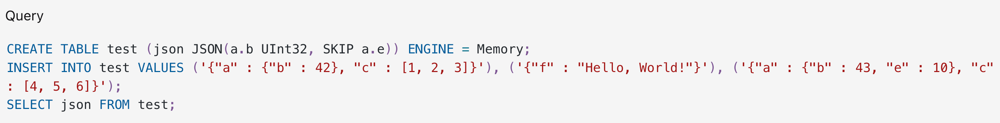 Query
CREATE TABLE test (json JSON(a.b UInt32, SKIP a.e)) ENGINE = Memory;
INSERT INTO test VALUES ('{"a" : {"b" : 42}, "c" : [1, 2, 3]}'), ('{"f" : "Hello, World!"}'), ('{"a" : {"b" : 43, "e" : 10}, "c"
: [4, 5, 6]}');
SELECT json FROM test;